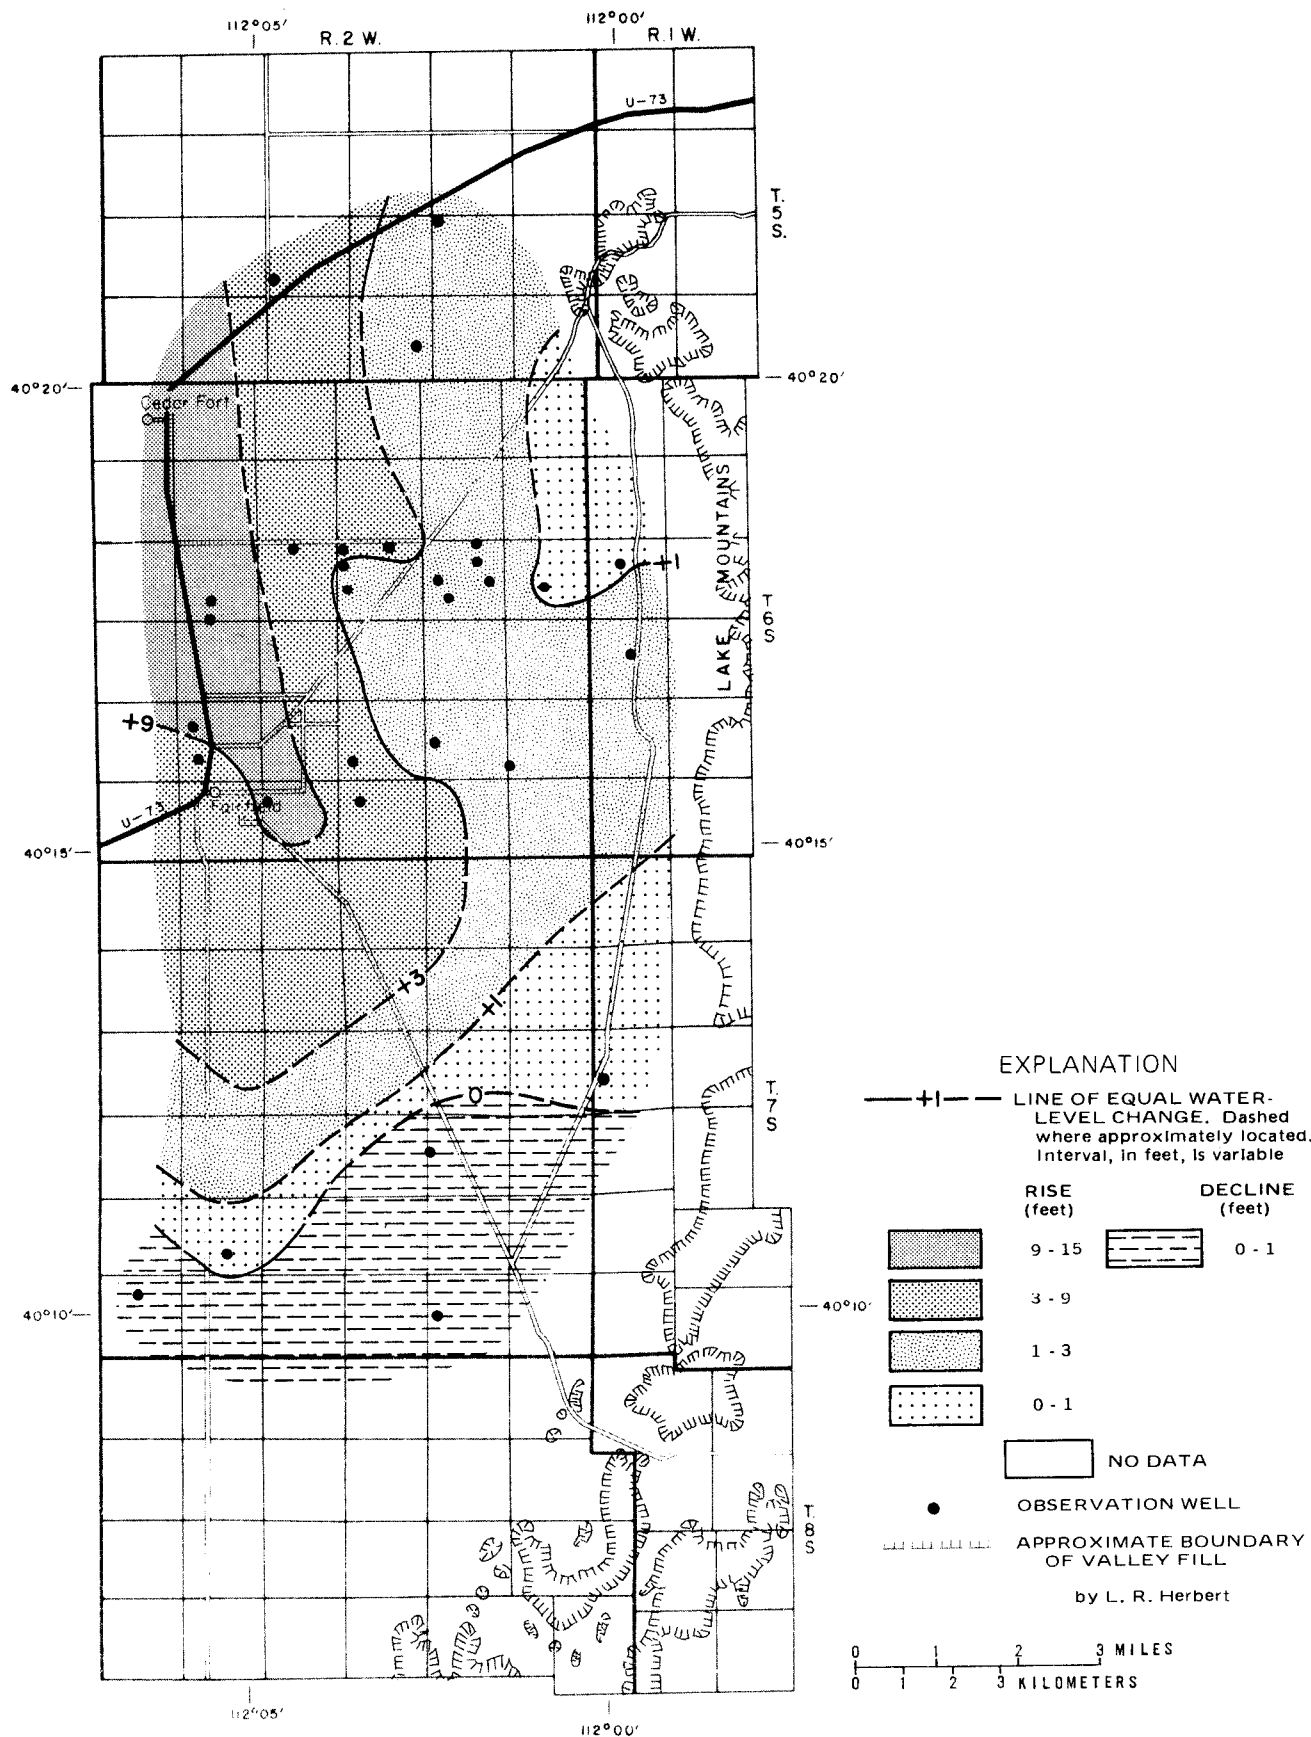 112°05'
112°00'
R. 2 W.
R. 1 W.
U-73
T.
5
S.
40°20'
40°20'
Cedar Fort
LAKE MOUNTAINS
+1
T
6
S
+9
Fairfield
U-73
40°15'
40°15'
+3
+1
0
T.
7
S
40°10'
40°10'
T.
8
S
112°05'
112°00'
EXPLANATION
+1
LINE OF EQUAL WATER-
LEVEL CHANGE. Dashed
where approximately located.
Interval, in feet, is variable
RISE
(feet)
DECLINE
(feet)
9 - 15
0 - 1
3 - 9
1 - 3
0 - 1
NO DATA
OBSERVATION WELL
APPROXIMATE BOUNDARY
OF VALLEY FILL
by L. R. Herbert
0 1 2 3 MILES
0 1 2 3 KILOMETERS